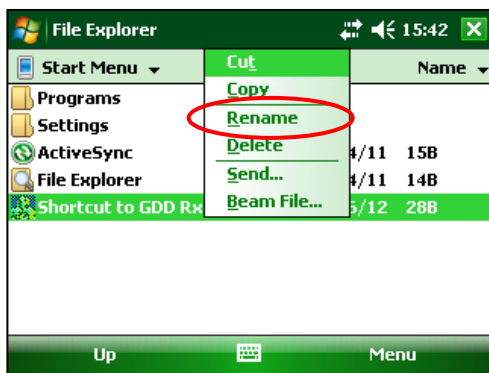 File Explorer 15:42
Start Menu Name
Programs
Settings
ActiveSync 4/11 15B
File Explorer 4/11 14B
Shortcut to GDD Rx 5/12 28B
Cut
Copy
Rename
Delete
Send...
Beam File...
Up Menu